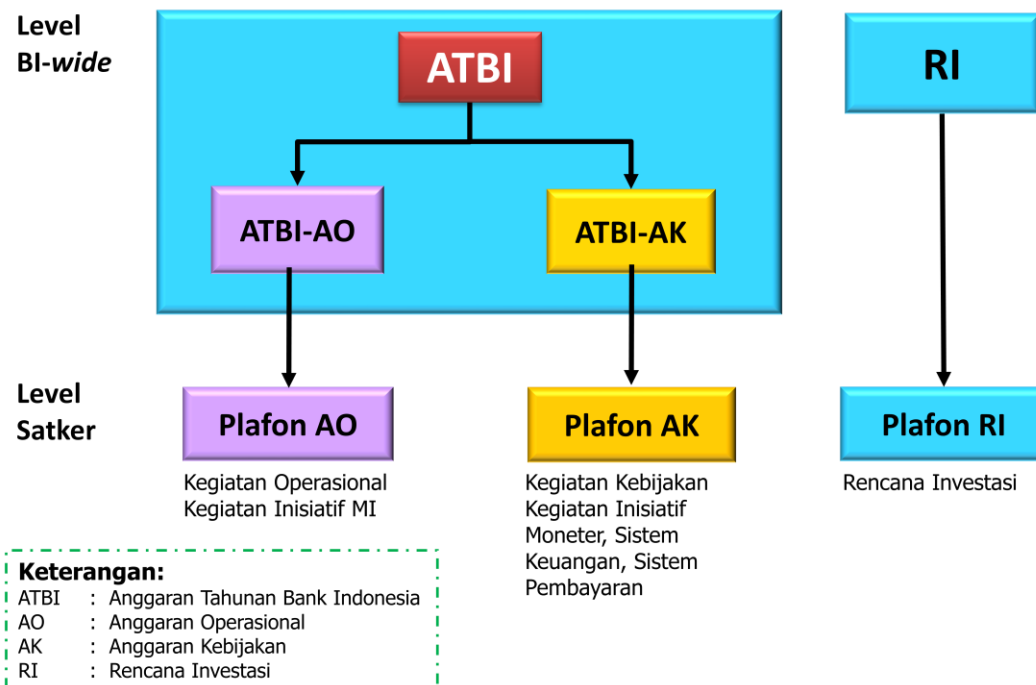 Level
BI-wide
ATBI
RI
ATBI-AO
ATBI-AK
Level
Satker
Plafon AO
Plafon AK
Plafon RI
Kegiatan Operasional
Kegiatan Inisiatif MI
Kegiatan Kebijakan
Kegiatan Inisiatif
Moneter, Sistem
Keuangan, Sistem
Pembayaran
Rencana Investasi
Keterangan:
ATBI : Anggaran Tahunan Bank Indonesia
AO : Anggaran Operasional
AK : Anggaran Kebijakan
RI : Rencana Investasi